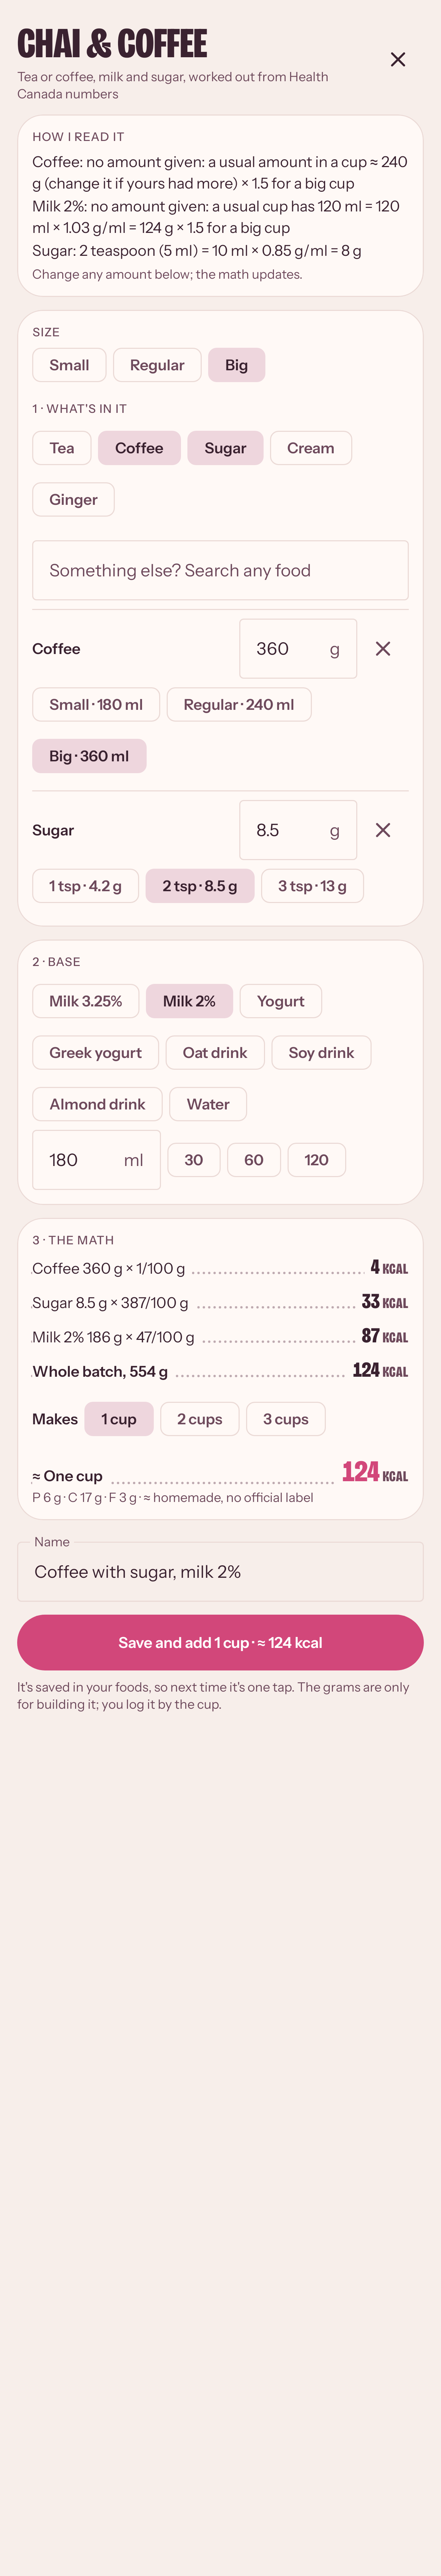 CHAI & COFFEE
Tea or coffee, milk and sugar, worked out from Health
Canada numbers
HOW I READ IT
Coffee: no amount given: a usual amount in a cup ≈ 240
g (change it if yours had more) × 1.5 for a big cup
Milk 2%: no amount given: a usual cup has 120 ml = 120
ml × 1.03 g/ml = 124 g × 1.5 for a big cup
Sugar: 2 teaspoon (5 ml) = 10 ml × 0.85 g/ml = 8 g
Change any amount below; the math updates.
SIZE
Small Regular Big
1 · WHAT'S IN IT
Tea Coffee Sugar Cream
Ginger
Something else? Search any food
Coffee 360 g
Small · 180 ml Regular · 240 ml
Big · 360 ml
Sugar 8.5 g
1 tsp · 4.2 g 2 tsp · 8.5 g 3 tsp · 13 g
2 · BASE
Milk 3.25% Milk 2% Yogurt
Greek yogurt Oat drink Soy drink
Almond drink Water
180 ml 30 60 120
3 · THE MATH
Coffee 360 g × 1/100 g 4 KCAL
Sugar 8.5 g × 387/100 g 33 KCAL
Milk 2% 186 g × 47/100 g 87 KCAL
Whole batch, 554 g 124 KCAL
Makes 1 cup 2 cups 3 cups
≈ One cup 124 KCAL
P 6 g · C 17 g · F 3 g · ≈ homemade, no official label
Name
Coffee with sugar, milk 2%
Save and add 1 cup · ≈ 124 kcal
It's saved in your foods, so next time it's one tap. The grams are only
for building it; you log it by the cup.